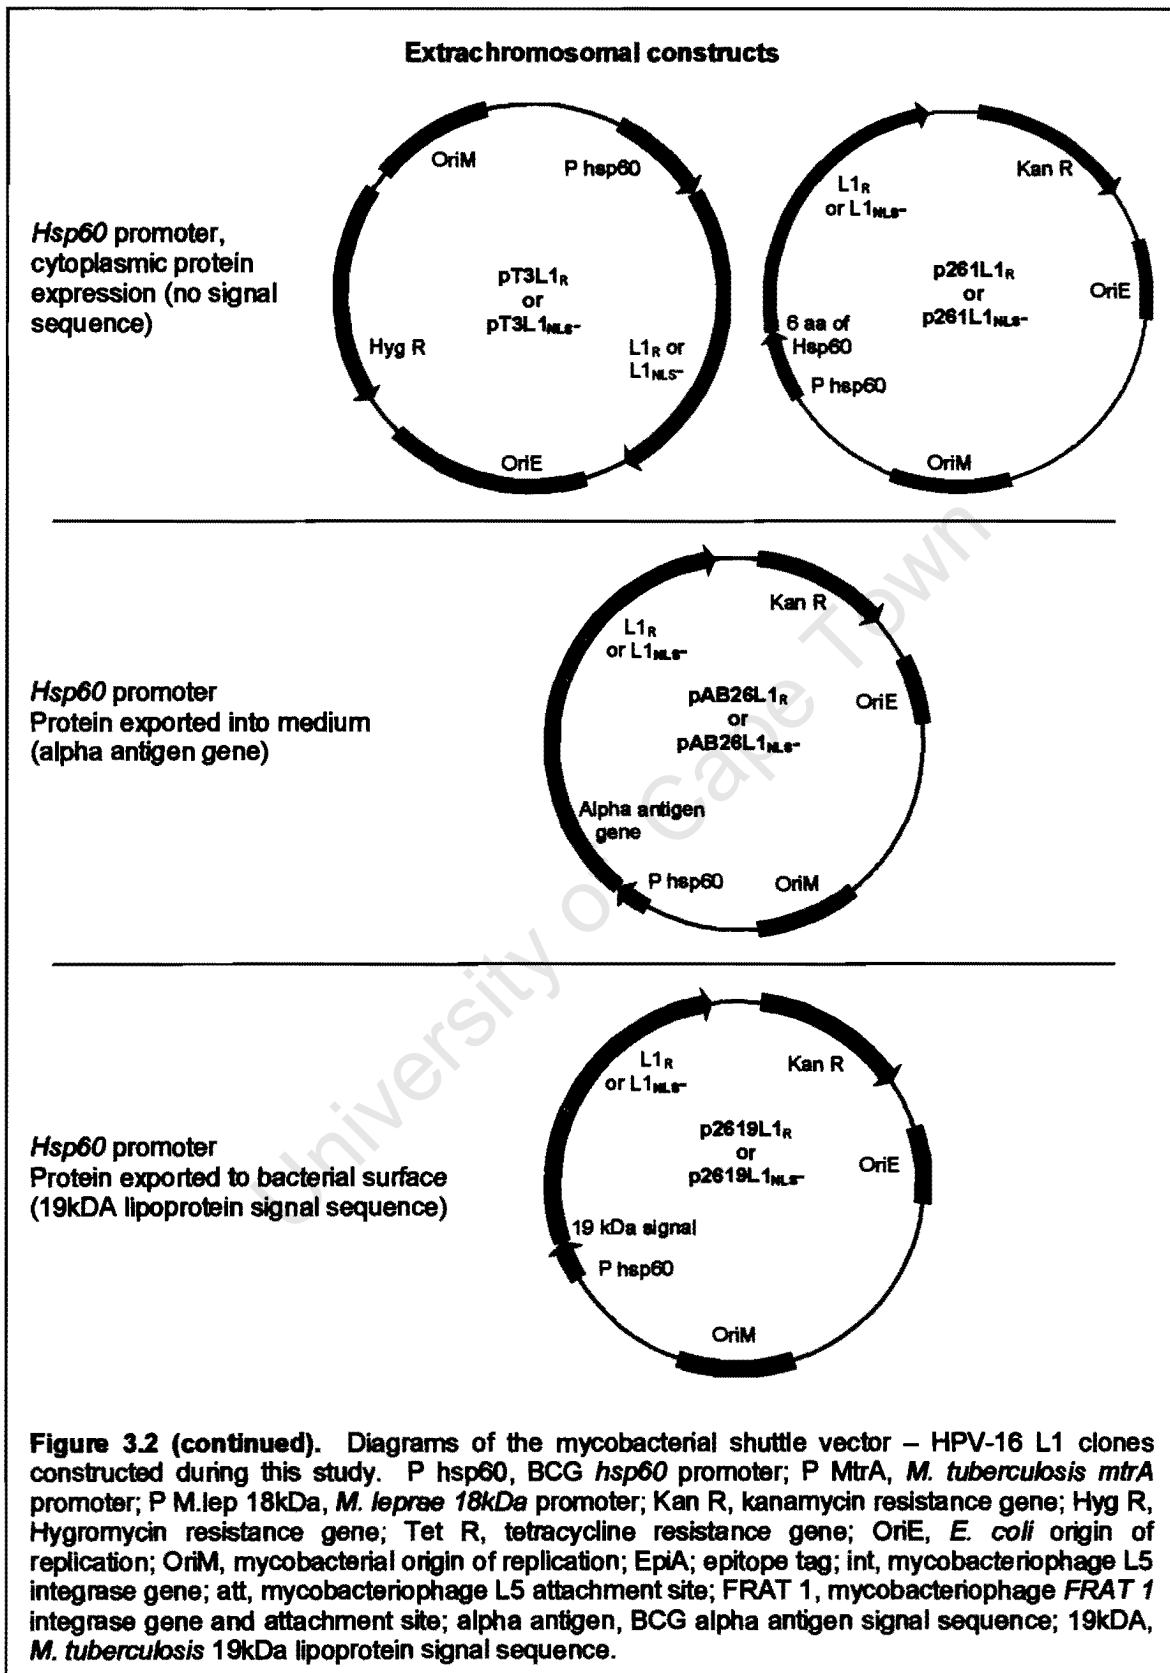 Extrachromosomal constructs
Hsp60 promoter,
cytoplasmic protein
expression (no signal
sequence)
OriM
P hsp60
pT3L1R
or
pT3L1NLS-
Hyg R
L1R or
L1NLS-
OriE
L1R
or L1NLS-
Kan R
p261L1R
or
p261L1NLS-
OriE
6 aa of
Hsp60
P hsp60
OriM
Hsp60 promoter
Protein exported into medium
(alpha antigen gene)
Kan R
L1R
or L1NLS-
pAB26L1R
or
pAB26L1NLS-
OriE
Alpha antigen
gene
P hsp60
OriM
Hsp60 promoter
Protein exported to bacterial surface
(19kDA lipoprotein signal sequence)
L1R
or L1NLS-
Kan R
p2619L1R
or
p2619L1NLS-
OriE
19 kDa signal
P hsp60
OriM
University of Cape Town
Figure 3.2 (continued). Diagrams of the mycobacterial shuttle vector – HPV-16 L1 clones
constructed during this study. P hsp60, BCG hsp60 promoter; P MtrA, M. tuberculosis mtrA
promoter; P M.lep 18kDa, M. leprae 18kDa promoter; Kan R, kanamycin resistance gene; Hyg R,
Hygromycin resistance gene; Tet R, tetracycline resistance gene; OriE, E. coli origin of
replication; OriM, mycobacterial origin of replication; EpiA; epitope tag; int, mycobacteriophage L5
integrase gene; att, mycobacteriophage L5 attachment site; FRAT 1, mycobacteriophage FRAT 1
integrase gene and attachment site; alpha antigen, BCG alpha antigen signal sequence; 19kDA,
M. tuberculosis 19kDa lipoprotein signal sequence.